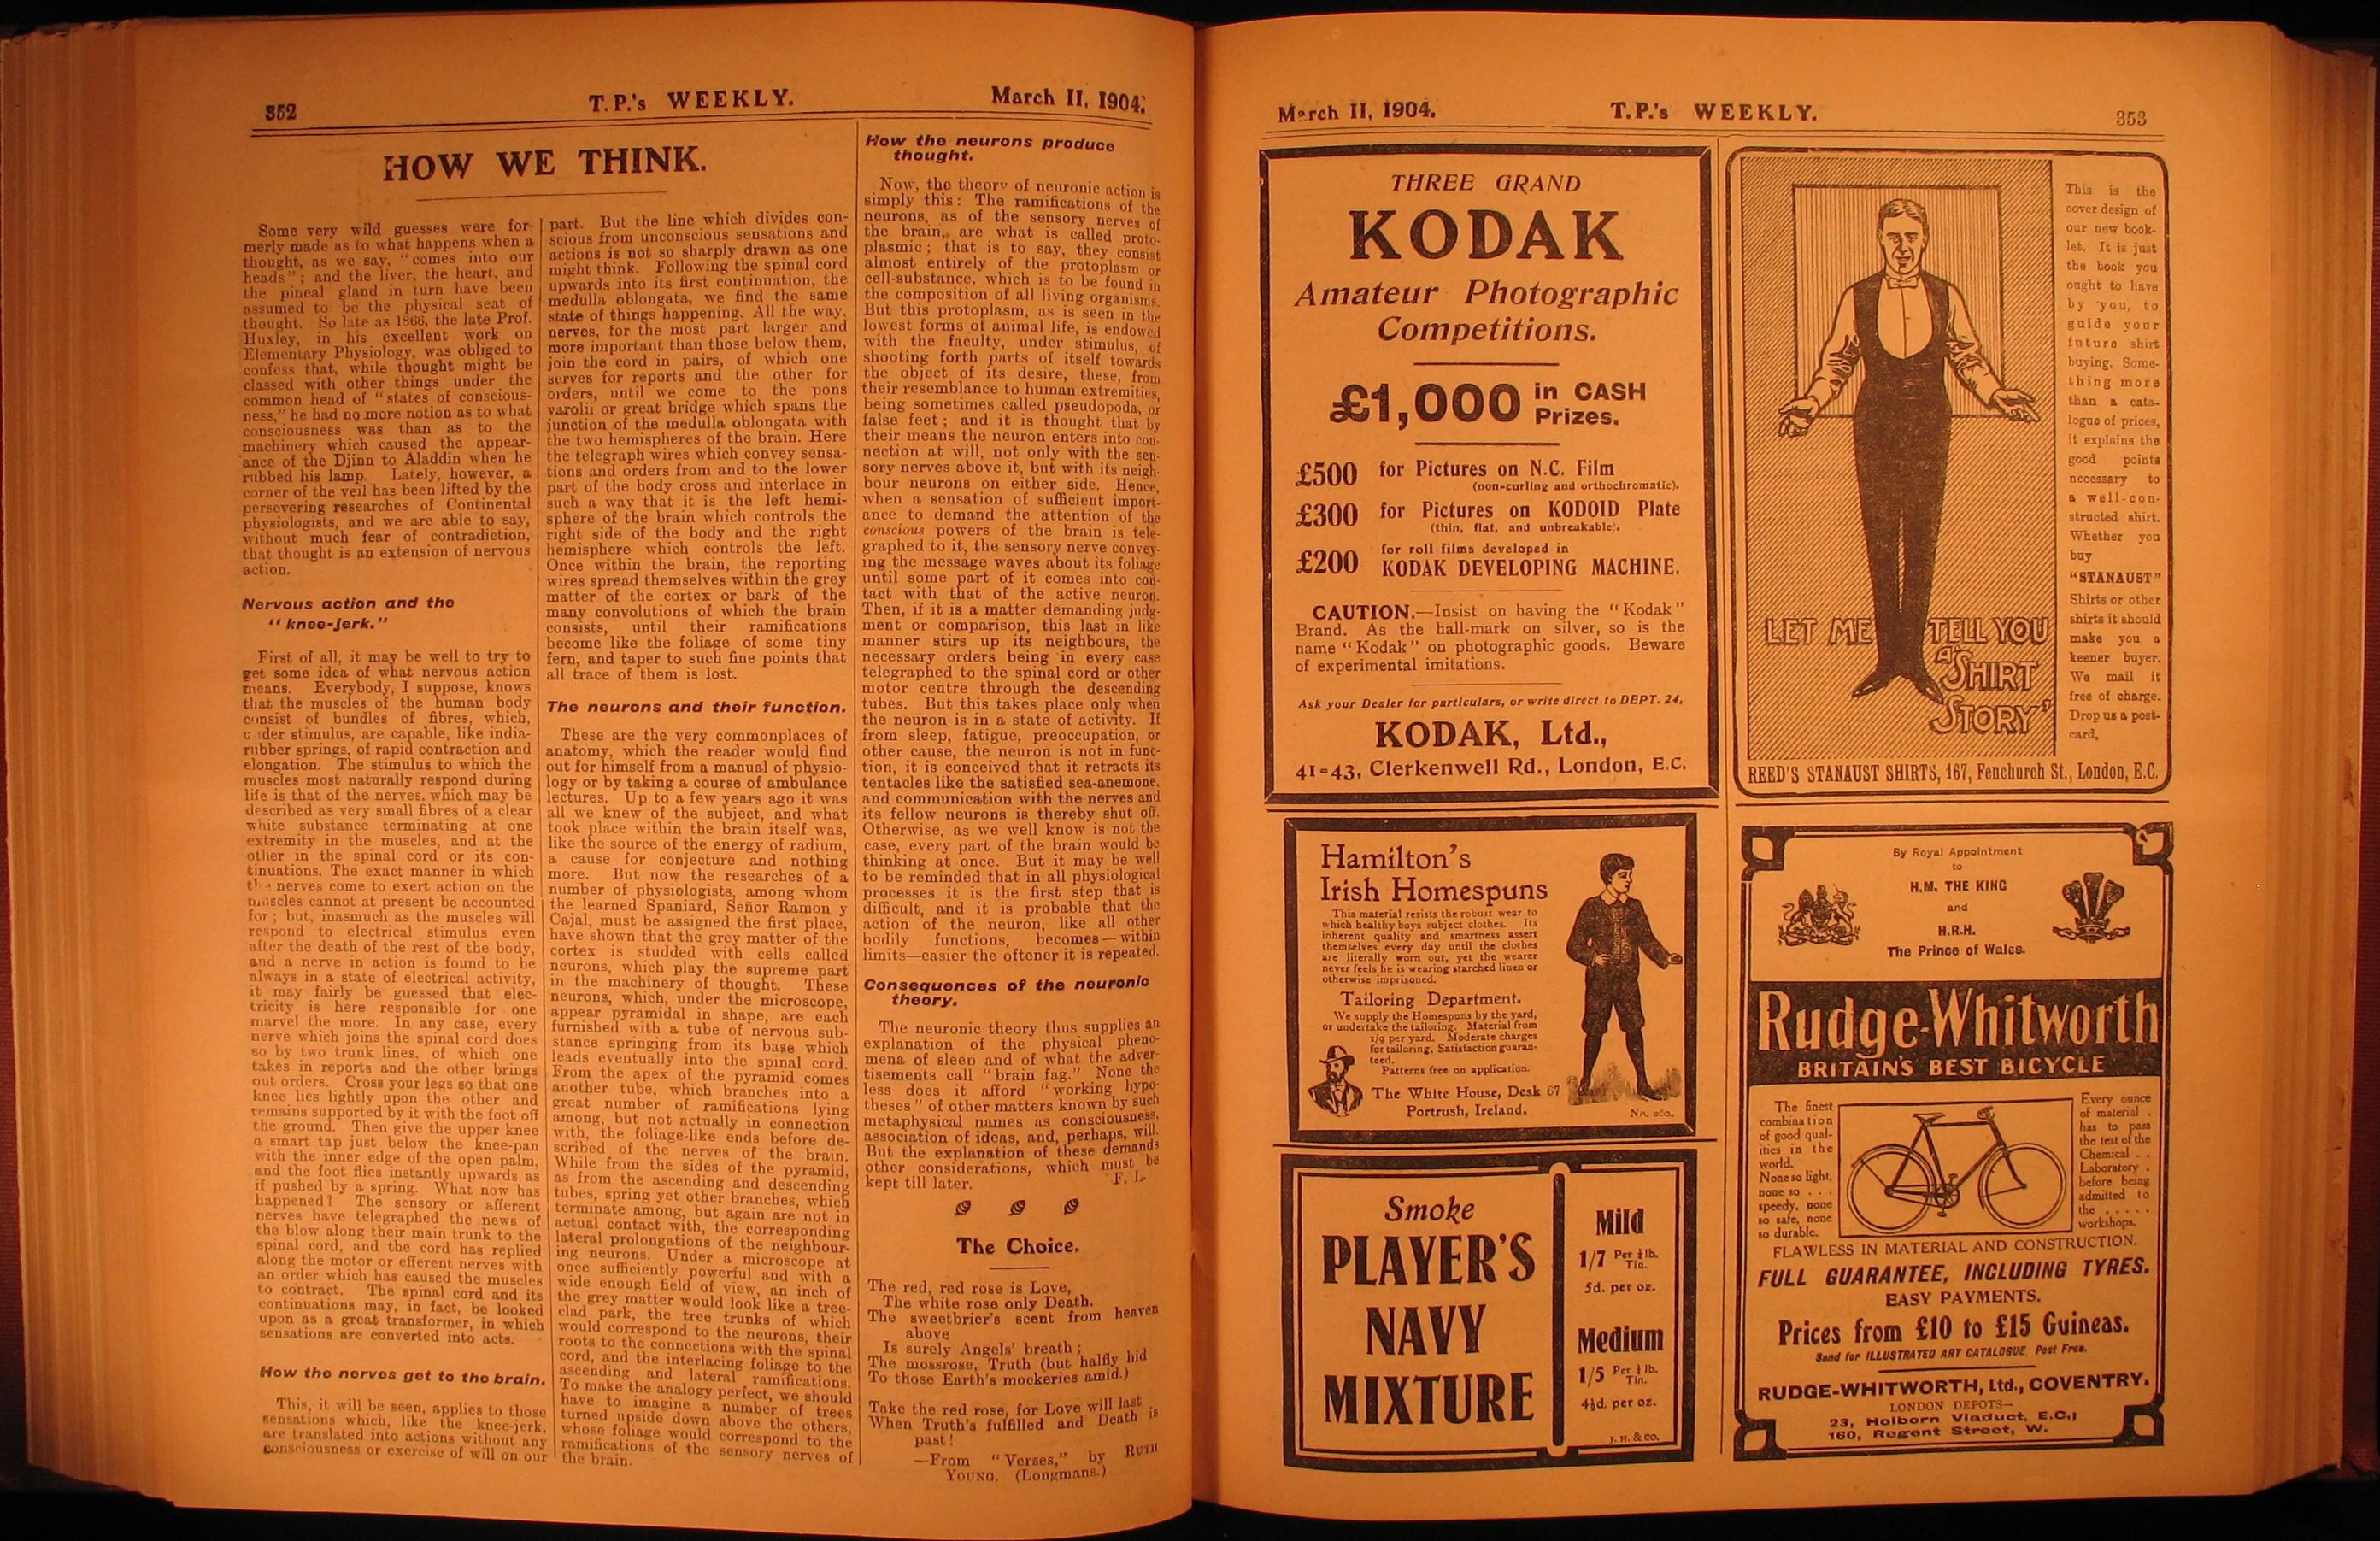 352
T.P.'s WEEKLY.
March 11, 1904.
HOW WE THINK.
Some very wild guesses were for-
merly made as to what happens when a
thought, as we say, "comes into our
heads"; and the liver, the heart, and
the pineal gland in turn have been
assumed to be the physical seat of
thought. So late as 1866, the late Prof.
Huxley, in his excellent work on
Elementary Physiology, was obliged to
confess that, while thought might be
classed with other things under the
common head of "states of conscious-
ness," he had no more notion as to what
consciousness was than as to the
machinery which caused the appear-
ance of the Djinn to Aladdin when he
rubbed his lamp. Lately, however, a
corner of the veil has been lifted by the
persevering researches of Continental
physiologists, and we are able to say,
without much fear of contradiction,
that thought is an extension of nervous
action.
Nervous action and the
"knee-jerk."
First of all, it may be well to try to
get some idea of what nervous action
means. Everybody, I suppose, knows
that the muscles of the human body
consist of bundles of fibres, which,
under stimulus, are capable, like india-
rubber springs, of rapid contraction and
elongation. The stimulus to which the
muscles most naturally respond during
life is that of the nerves, which may be
described as very small fibres of a clear
white substance terminating at one
extremity in the muscles, and at the
other in the spinal cord or its con-
tinuations. The exact manner in which
the nerves come to exert action on the
muscles cannot at present be accounted
for; but, inasmuch as the muscles will
respond to electrical stimulus even
after the death of the rest of the body,
and a nerve in action is found to be
always in a state of electrical activity,
it may fairly be guessed that elec-
tricity is here responsible for one
marvel the more. In any case, every
nerve which joins the spinal cord does
so by two trunk lines, of which one
takes in reports and the other brings
out orders. Cross your legs so that one
knee lies lightly upon the other and
remains supported by it with the foot off
the ground. Then give the upper knee
a smart tap just below the knee-pan
with the inner edge of the open palm,
and the foot flies instantly upwards as
if pushed by a spring. What now has
happened? The sensory or afferent
nerves have telegraphed the news of
the blow along their main trunk to the
spinal cord, and the cord has replied
along the motor or efferent nerves with
an order which has caused the muscles
to contract. The spinal cord and its
continuations may, in fact, be looked
upon as a great transformer, in which
sensations are converted into acts.
How the nerves get to the brain.
This, it will be seen, applies to those
sensations which, like the knee-jerk,
are translated into actions without any
consciousness or exercise of will on our
part. But the line which divides con-
scious from unconscious sensations and
actions is not so sharply drawn as one
might think. Following the spinal cord
upwards into its first continuation, the
medulla oblongata, we find the same
state of things happening. All the way,
nerves, for the most part larger and
more important than those below them,
join the cord in pairs, of which one
serves for reports and the other for
orders, until we come to the pons
varolii or great bridge which spans the
junction of the medulla oblongata with
the two hemispheres of the brain. Here
the telegraph wires which convey sensa-
tions and orders from and to the lower
part of the body cross and interlace in
such a way that it is the left hemi-
sphere of the brain which controls the
right side of the body and the right
hemisphere which controls the left.
Once within the brain, the reporting
wires spread themselves within the grey
matter of the cortex or bark of the
many convolutions of which the brain
consists, until their ramifications
become like the foliage of some tiny
fern, and taper to such fine points that
all trace of them is lost.
The neurons and their function.
These are the very commonplaces of
anatomy, which the reader would find
out for himself from a manual of physio-
logy or by taking a course of ambulance
lectures. Up to a few years ago it was
all we knew of the subject, and what
took place within the brain itself was,
like the source of the energy of radium,
a cause for conjecture and nothing
more. But now the researches of a
number of physiologists, among whom
the learned Spaniard, Señor Ramon y
Cajal, must be assigned the first place,
have shown that the grey matter of the
cortex is studded with cells called
neurons, which play the supreme part
in the machinery of thought. These
neurons, which, under the microscope,
appear pyramidal in shape, are each
furnished with a tube of nervous sub-
stance springing from its base which
leads eventually into the spinal cord.
From the apex of the pyramid comes
another tube, which branches into a
great number of ramifications lying
among, but not actually in connection
with, the foliage-like ends before de-
scribed of the nerves of the brain.
While from the sides of the pyramid,
as from the ascending and descending
tubes, spring yet other branches, which
terminate among, but again are not in
actual contact with, the corresponding
lateral prolongations of the neighbour-
ing neurons. Under a microscope at
once sufficiently powerful and with a
wide enough field of view, an inch of
the grey matter would look like a tree-
clad park, the tree trunks of which
would correspond to the neurons, their
roots to the connections with the spinal
cord, and the interlacing foliage to the
ascending and lateral ramifications.
To make the analogy perfect, we should
have to imagine a number of trees
turned upside down above the others,
whose foliage would correspond to the
ramifications of the sensory nerves of
the brain.
How the neurons produce
thought.
Now, the theory of neuronic action is
simply this: The ramifications of the
neurons, as of the sensory nerves of
the brain, are what is called proto-
plasmic; that is to say, they consist
almost entirely of the protoplasm or
cell-substance, which is to be found in
the composition of all living organisms.
But this protoplasm, as is seen in the
lowest forms of animal life, is endowed
with the faculty, under stimulus, of
shooting forth parts of itself towards
the object of its desire, these, from
their resemblance to human extremities,
being sometimes called pseudopoda, or
false feet; and it is thought that by
their means the neuron enters into con-
nection at will, not only with the sen-
sory nerves above it, but with its neigh-
bour neurons on either side. Hence,
when a sensation of sufficient import-
ance to demand the attention of the
conscious powers of the brain is tele-
graphed to it, the sensory nerve convey-
ing the message waves about its foliage
until some part of it comes into con-
tact with that of the active neuron.
Then, if it is a matter demanding judg-
ment or comparison, this last in like
manner stirs up its neighbours, the
necessary orders being in every case
telegraphed to the spinal cord or other
motor centre through the descending
tubes. But this takes place only when
the neuron is in a state of activity. If
from sleep, fatigue, preoccupation, or
other cause, the neuron is not in func-
tion, it is conceived that it retracts its
tentacles like the satisfied sea-anemone,
and communication with the nerves and
its fellow neurons is thereby shut off.
Otherwise, as we well know is not the
case, every part of the brain would be
thinking at once. But it may be well
to be reminded that in all physiological
processes it is the first step that is
difficult, and it is probable that the
action of the neuron, like all other
bodily functions, becomes—within
limits—easier the oftener it is repeated.
Consequences of the neuronic
theory.
The neuronic theory thus supplies an
explanation of the physical pheno-
mena of sleep and of what the adver-
tisements call "brain fag." None the
less does it afford "working hypo-
theses" of other matters known by such
metaphysical names as consciousness,
association of ideas, and, perhaps, will.
But the explanation of these demands
other considerations, which must be
kept till later. F. L.
The Choice.
The red, red rose is Love,
The white rose only Death.
The sweetbrier's scent from heaven
above
Is surely Angels' breath;
The mossrose, Truth (but halfly hid
To those Earth's mockeries amid.)
Take the red rose, for Love will last
When Truth's fulfilled and Death is
past!
—From "Verses," by RUTH
YOUNG. (Longmans.)
March 11, 1904.
T.P.'s WEEKLY.
353
THREE GRAND
KODAK
Amateur Photographic
Competitions.
£1,000 in CASH
Prizes.
£500 for Pictures on N.C. Film
(non-curling and orthochromatic).
£300 for Pictures on KODOID Plate
(thin, flat, and unbreakable).
£200 for roll films developed in
KODAK DEVELOPING MACHINE.
CAUTION.—Insist on having the "Kodak"
Brand. As the hall-mark on silver, so is the
name "Kodak" on photographic goods. Beware
of experimental imitations.
Ask your Dealer for particulars, or write direct to DEPT. 24,
KODAK, Ltd.,
41-43, Clerkenwell Rd., London, E.C.
LET ME TELL YOU
A "SHIRT
STORY"
This is the
cover design of
our new book-
let. It is just
the book you
ought to have
by you, to
guide your
future shirt
buying. Some-
thing more
than a cata-
logue of prices,
it explains the
good points
necessary to
a well-con-
structed shirt.
Whether you
buy
"STANAUST"
Shirts or other
shirts it should
make you a
keener buyer.
We mail it
free of charge.
Drop us a post-
card.
REED'S STANAUST SHIRTS, 167, Fenchurch St., London, E.C.
Hamilton's
Irish Homespuns
This material resists the robust wear to
which healthy boys subject clothes. Its
inherent quality and smartness assert
themselves every day until the clothes
are literally worn out, yet the wearer
never feels he is wearing starched linen or
otherwise imprisoned.
Tailoring Department.
We supply the Homespuns by the yard,
or undertake the tailoring. Material from
1/9 per yard. Moderate charges
for tailoring. Satisfaction guaran-
teed.
Patterns free on application.
The White House, Desk 67
Portrush, Ireland.
No. 260.
Smoke
PLAYER'S
NAVY
MIXTURE
Mild
1/7 Per ¼ lb.
Tin.
5d. per oz.
Medium
1/5 Per ¼ lb.
Tin.
4½d. per oz.
J. H. & CO.
By Royal Appointment
to
H.M. THE KING
and
H.R.H.
The Prince of Wales.
Rudge-Whitworth
BRITAIN'S BEST BICYCLE
The finest
combination
of good qual-
ities in the
world.
None so light,
none so . . .
speedy, none
so safe, none
so durable.
Every ounce
of material .
has to pass
the test of the
Chemical . .
Laboratory .
before being
admitted to
the . . . . .
workshops.
FLAWLESS IN MATERIAL AND CONSTRUCTION.
FULL GUARANTEE, INCLUDING TYRES.
EASY PAYMENTS.
Prices from £10 to £15 Guineas.
Send for ILLUSTRATED ART CATALOGUE, Post Free.
RUDGE-WHITWORTH, Ltd., COVENTRY.
LONDON DEPOTS—
23, Holborn Viaduct, E.C.;
160, Regent Street, W.